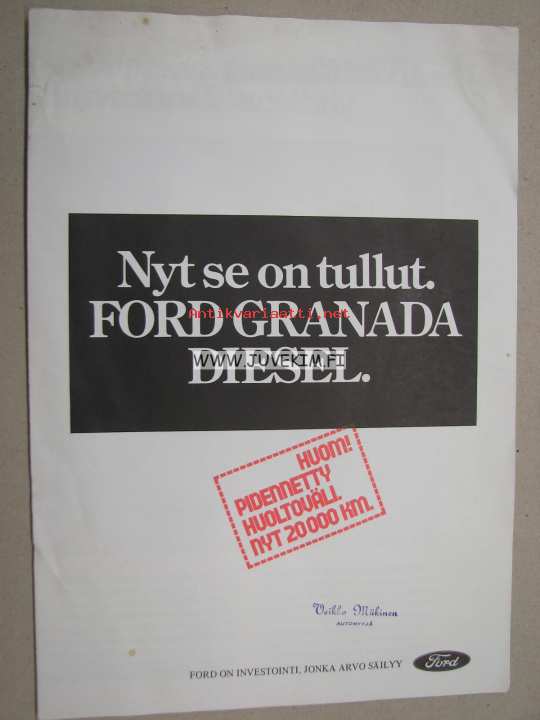 Nyt se on tullut.
FORD GRANADA
Antikvariaatti.net
WWW.JUVEKIM.FI
DIESEL.
HUOM!
PIDENNETTY
HUOLTOVÄLI.
NYT 20 000 KM.
Veikko Mäkinen
AUTOMYYJÄ
FORD ON INVESTOINTI, JONKA ARVO SÄILYY
Ford